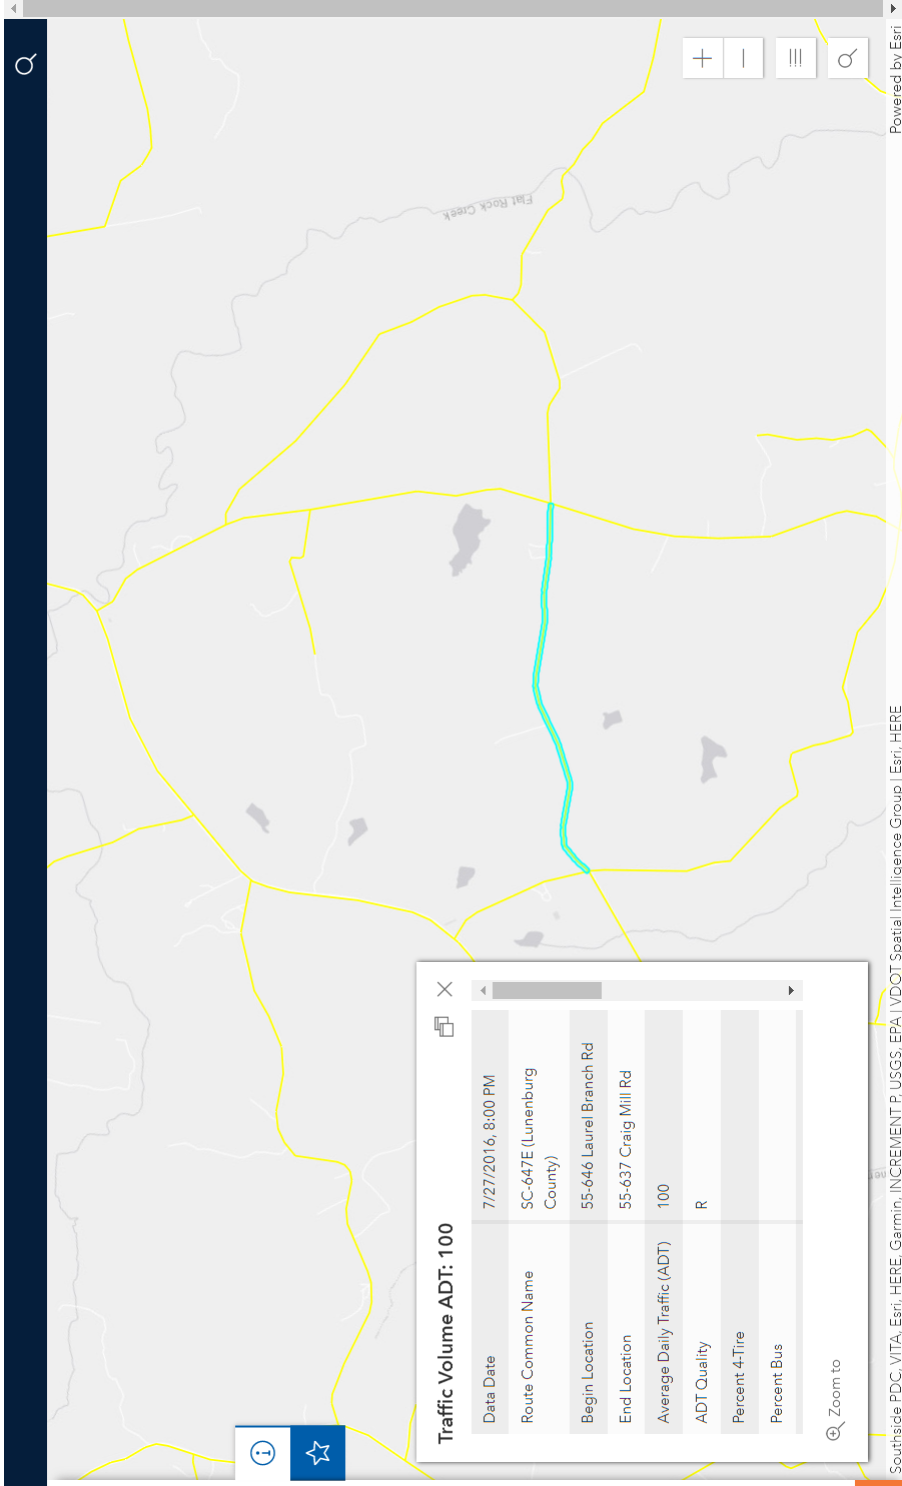 Flat Rock Creek
Traffic Volume ADT: 100
Data Date 7/27/2016, 8:00 PM
Route Common Name SC-647E (Lunenburg
County)
Begin Location 55-646 Laurel Branch Rd
End Location 55-637 Craig Mill Rd
Average Daily Traffic (ADT) 100
ADT Quality R
Percent 4-Tire
Percent Bus
Zoom to
Southside PDC, VITA, Esri, HERE, Garmin, INCREMENT P, USGS, EPA | VDOT Spatial Intelligence Group | Esri, HERE
Powered by Esri